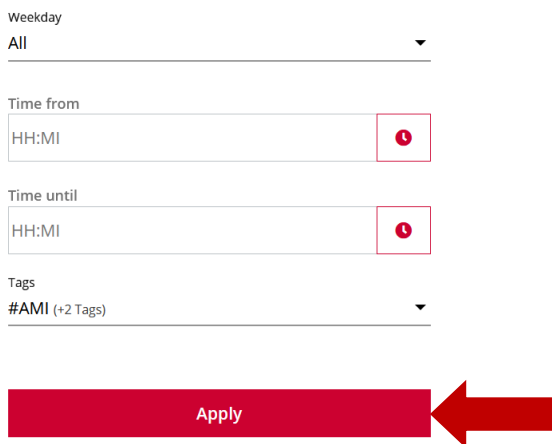 Weekday
All
Time from
HH:MI
Time until
HH:MI
Tags
#AMI (+2 Tags)
Apply